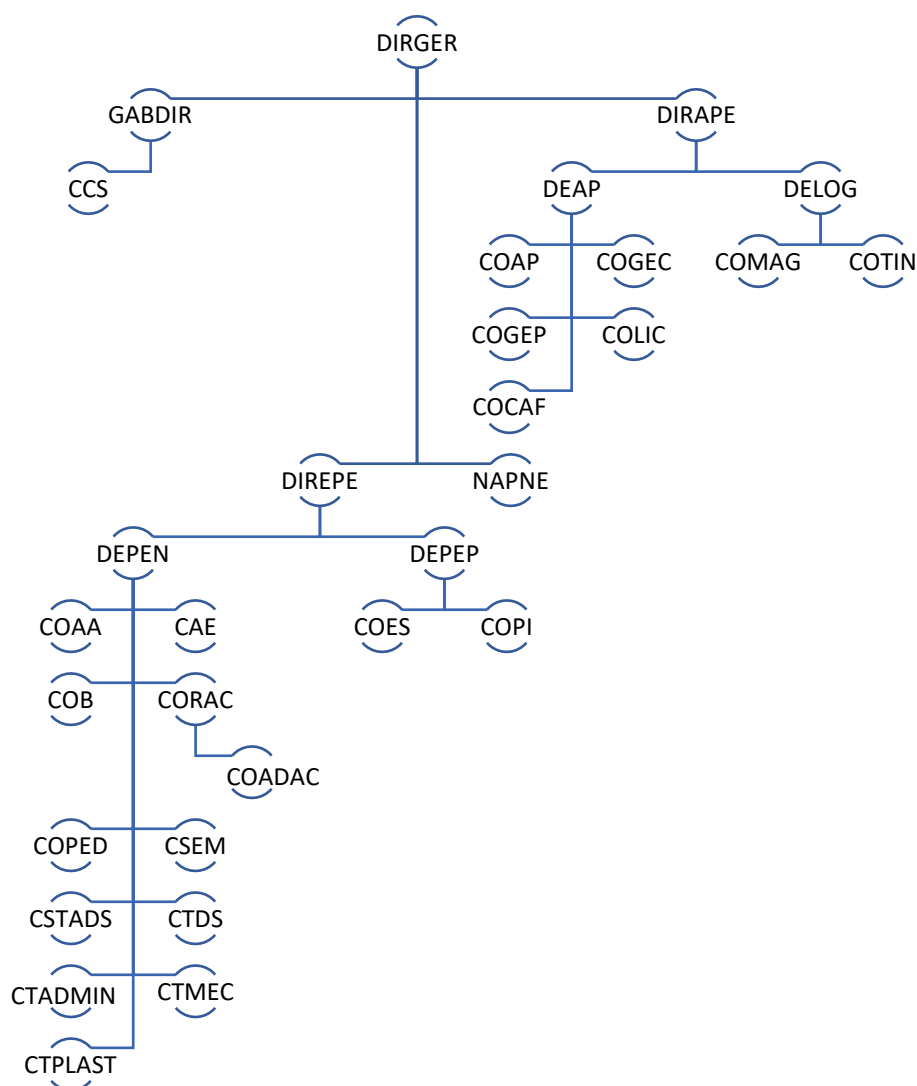 DIRGER
GABDIR
DIRAPE
CCS
DEAP
DELOG
COAP
COGEC
COMAG
COTIN
COGEP
COLIC
COCAF
DIREPE
NAPNE
DEPEN
DEPEP
COAA
CAE
COES
COPI
COB
CORAC
COADAC
COPED
CSEM
CSTADS
CTDS
CTADMIN
CTMEC
CTPLAST